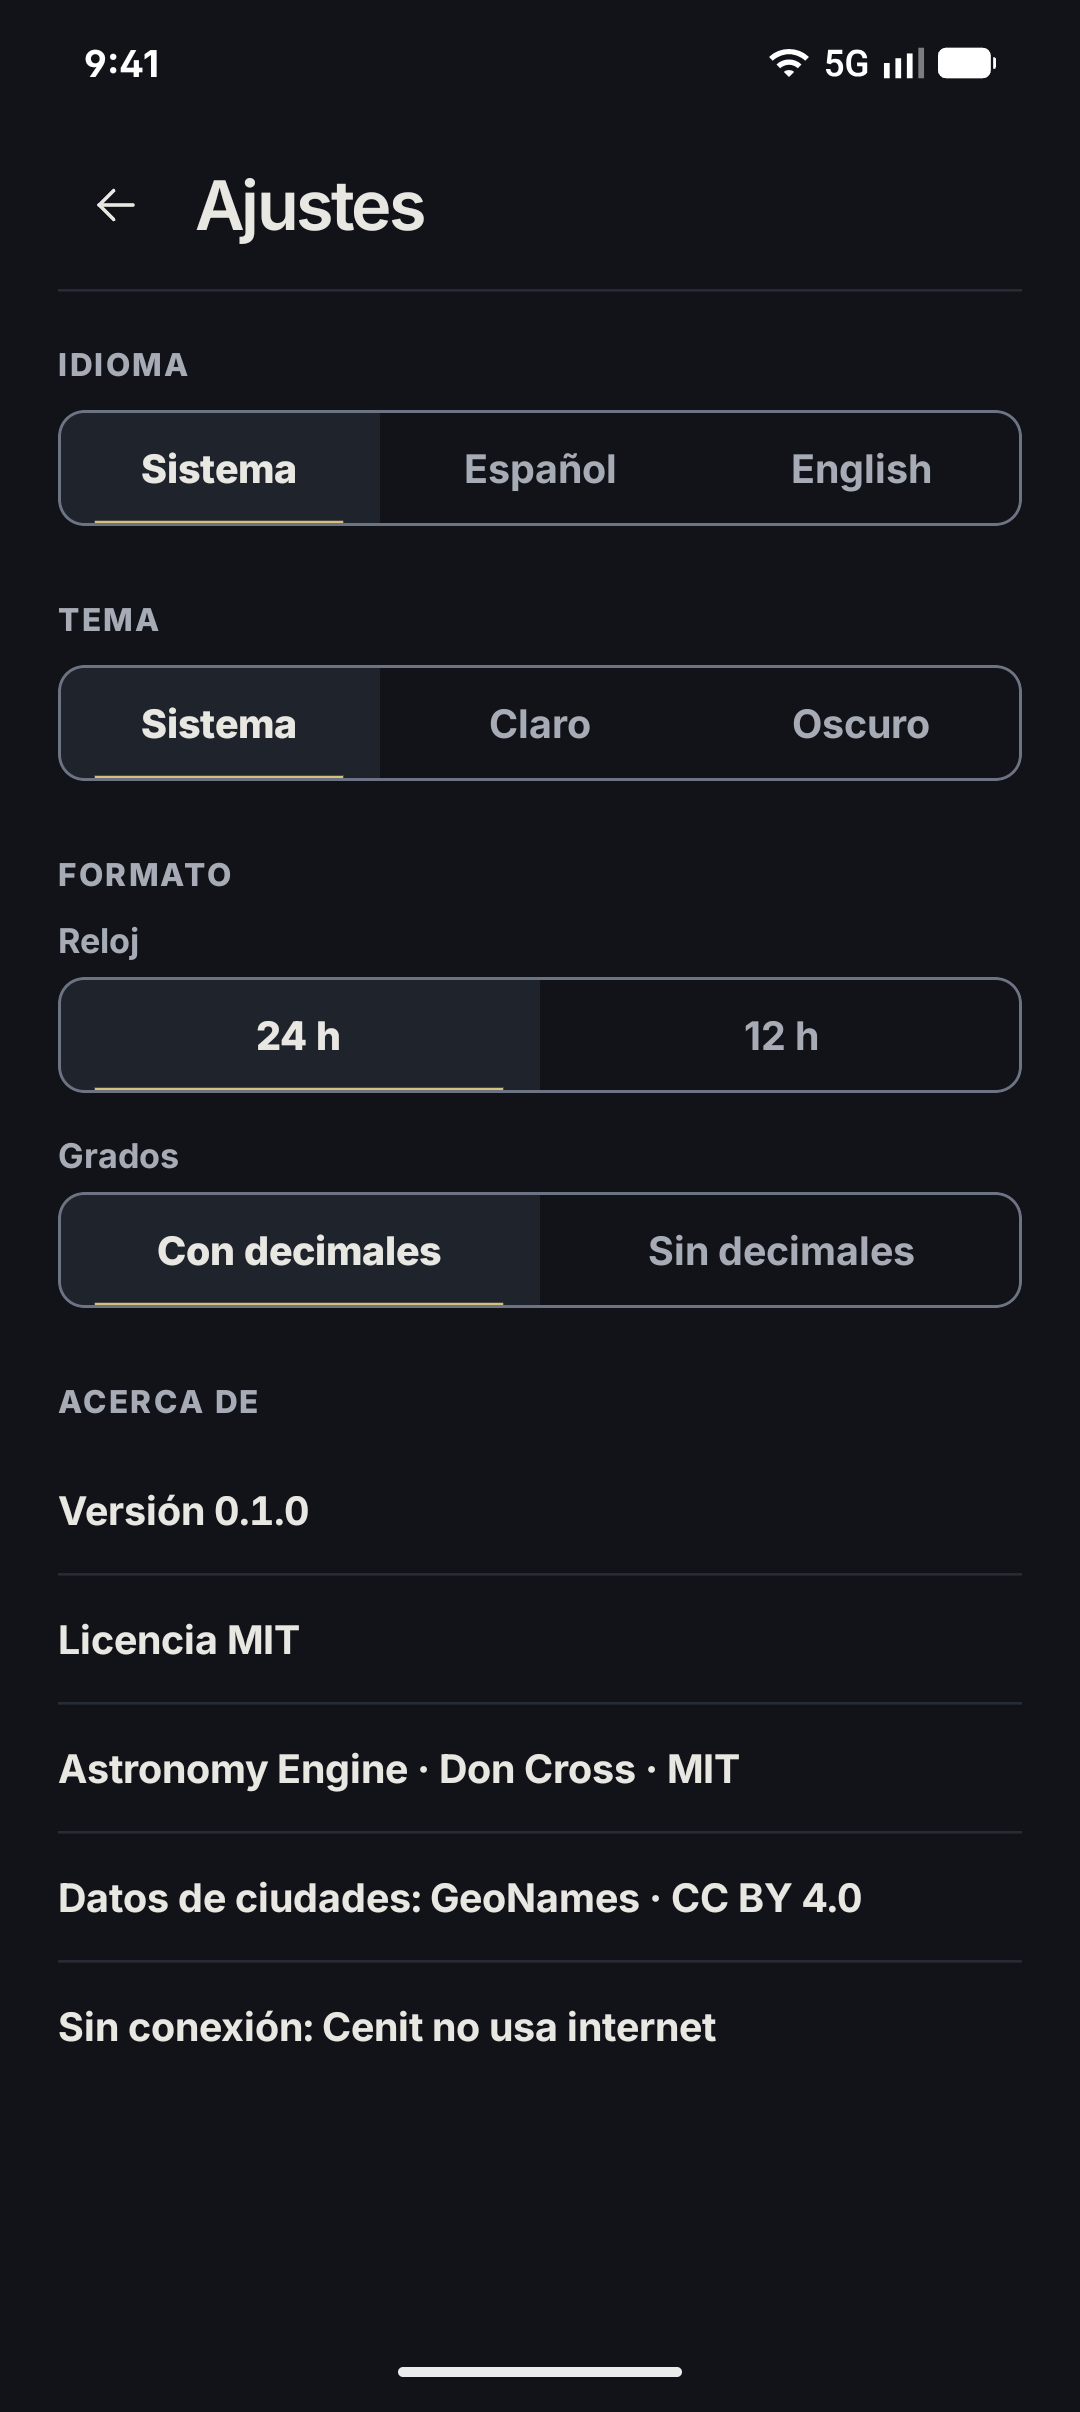 9:41
5G
Ajustes
IDIOMA
Sistema Español English
TEMA
Sistema Claro Oscuro
FORMATO
Reloj
24 h 12 h
Grados
Con decimales Sin decimales
ACERCA DE
Versión 0.1.0
Licencia MIT
Astronomy Engine · Don Cross · MIT
Datos de ciudades: GeoNames · CC BY 4.0
Sin conexión: Cenit no usa internet